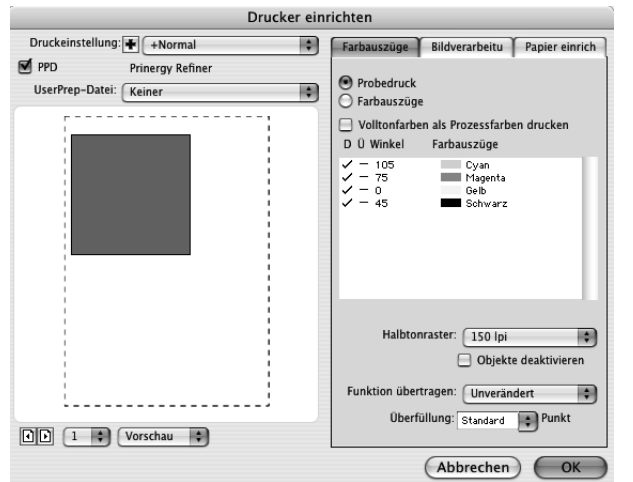 Drucker einrichten
Druckeinstellung: +Normal
PPD Prinergy Refiner
UserPrep-Datei: Keiner
1 Vorschau
Farbauszüge Bildverarbeitu Papier einrich
Probedruck
Farbauszüge
Volltonfarben als Prozessfarben drucken
D Ü Winkel Farbauszüge
105 Cyan
75 Magenta
0 Gelb
45 Schwarz
Halbtonraster: 150 lpi
Objekte deaktivieren
Funktion übertragen: Unverändert
Überfüllung: Standard Punkt
Abbrechen OK